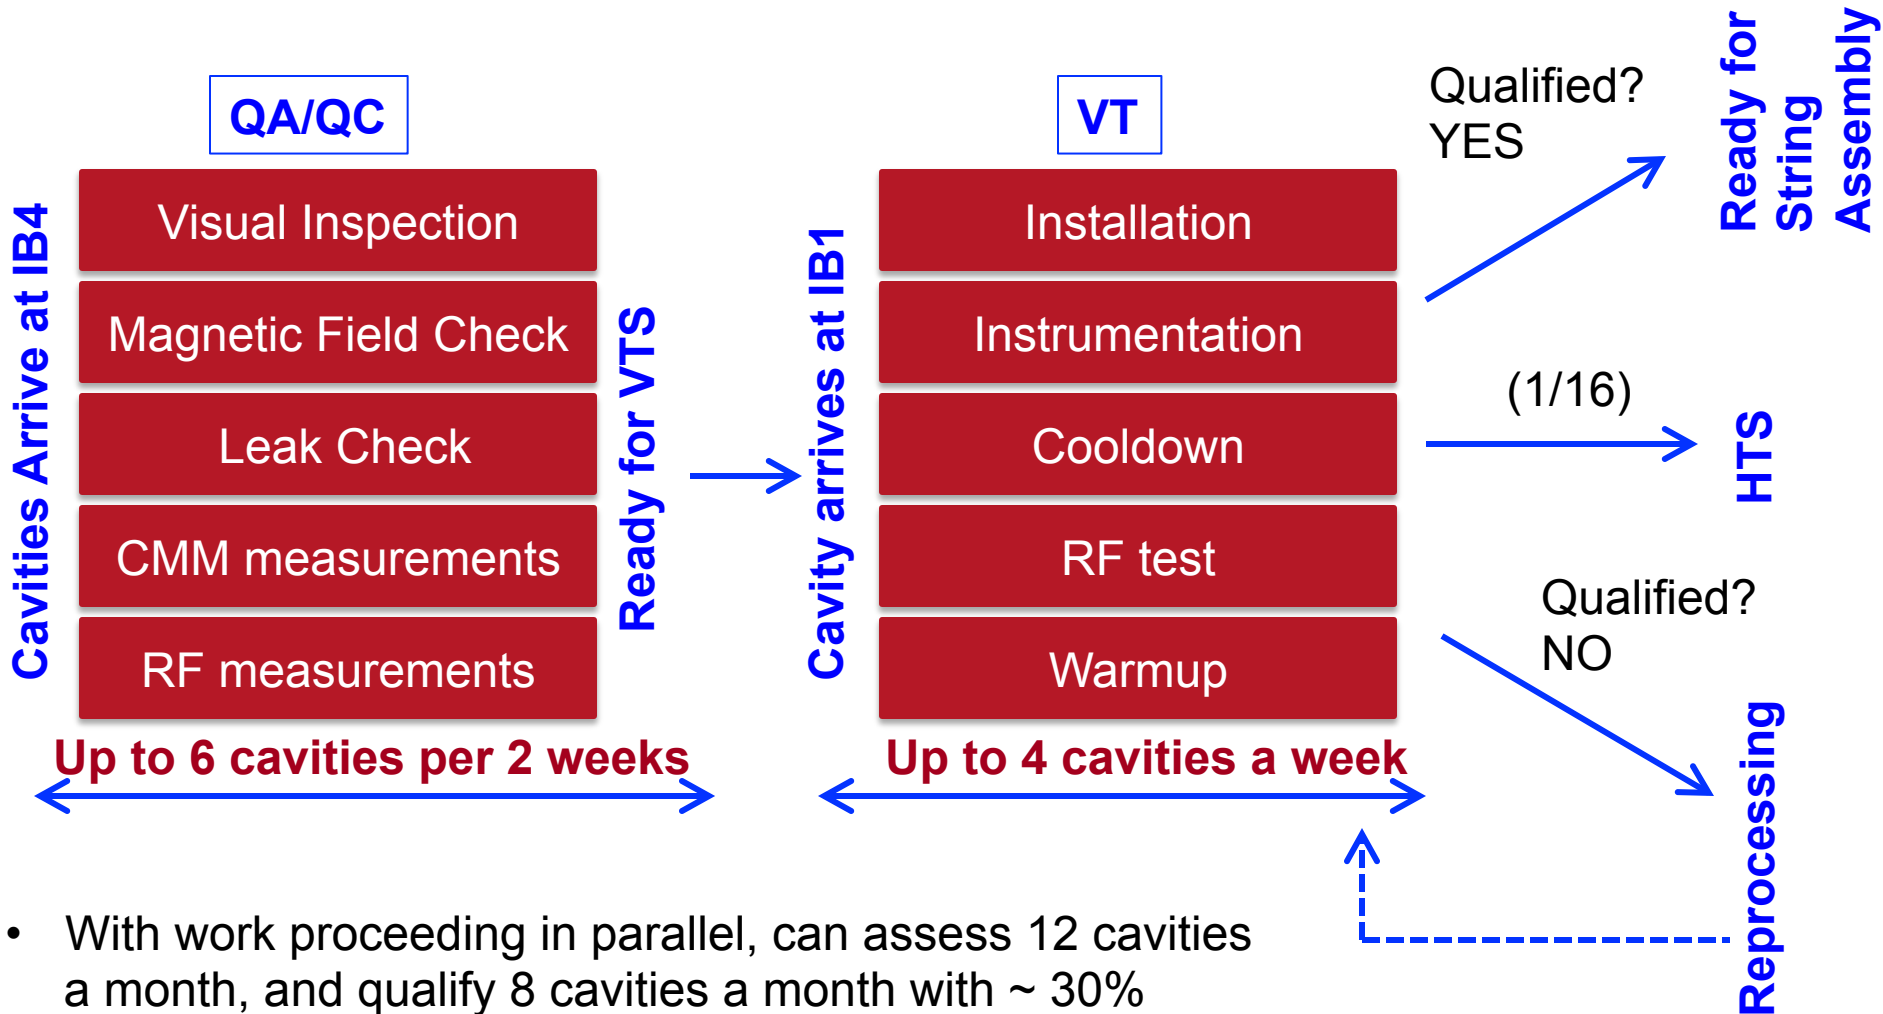 QA/QC
Cavities Arrive at IB4
Visual Inspection
Magnetic Field Check
Leak Check
CMM measurements
RF measurements
Ready for VTS
Up to 6 cavities per 2 weeks
VT
Cavity arrives at IB1
Installation
Instrumentation
Cooldown
RF test
Warmup
Up to 4 cavities a week
Qualified?
YES
Ready for
String
Assembly
(1/16)
HTS
Qualified?
NO
Reprocessing
• With work proceeding in parallel, can assess 12 cavities
a month, and qualify 8 cavities a month with ~ 30%